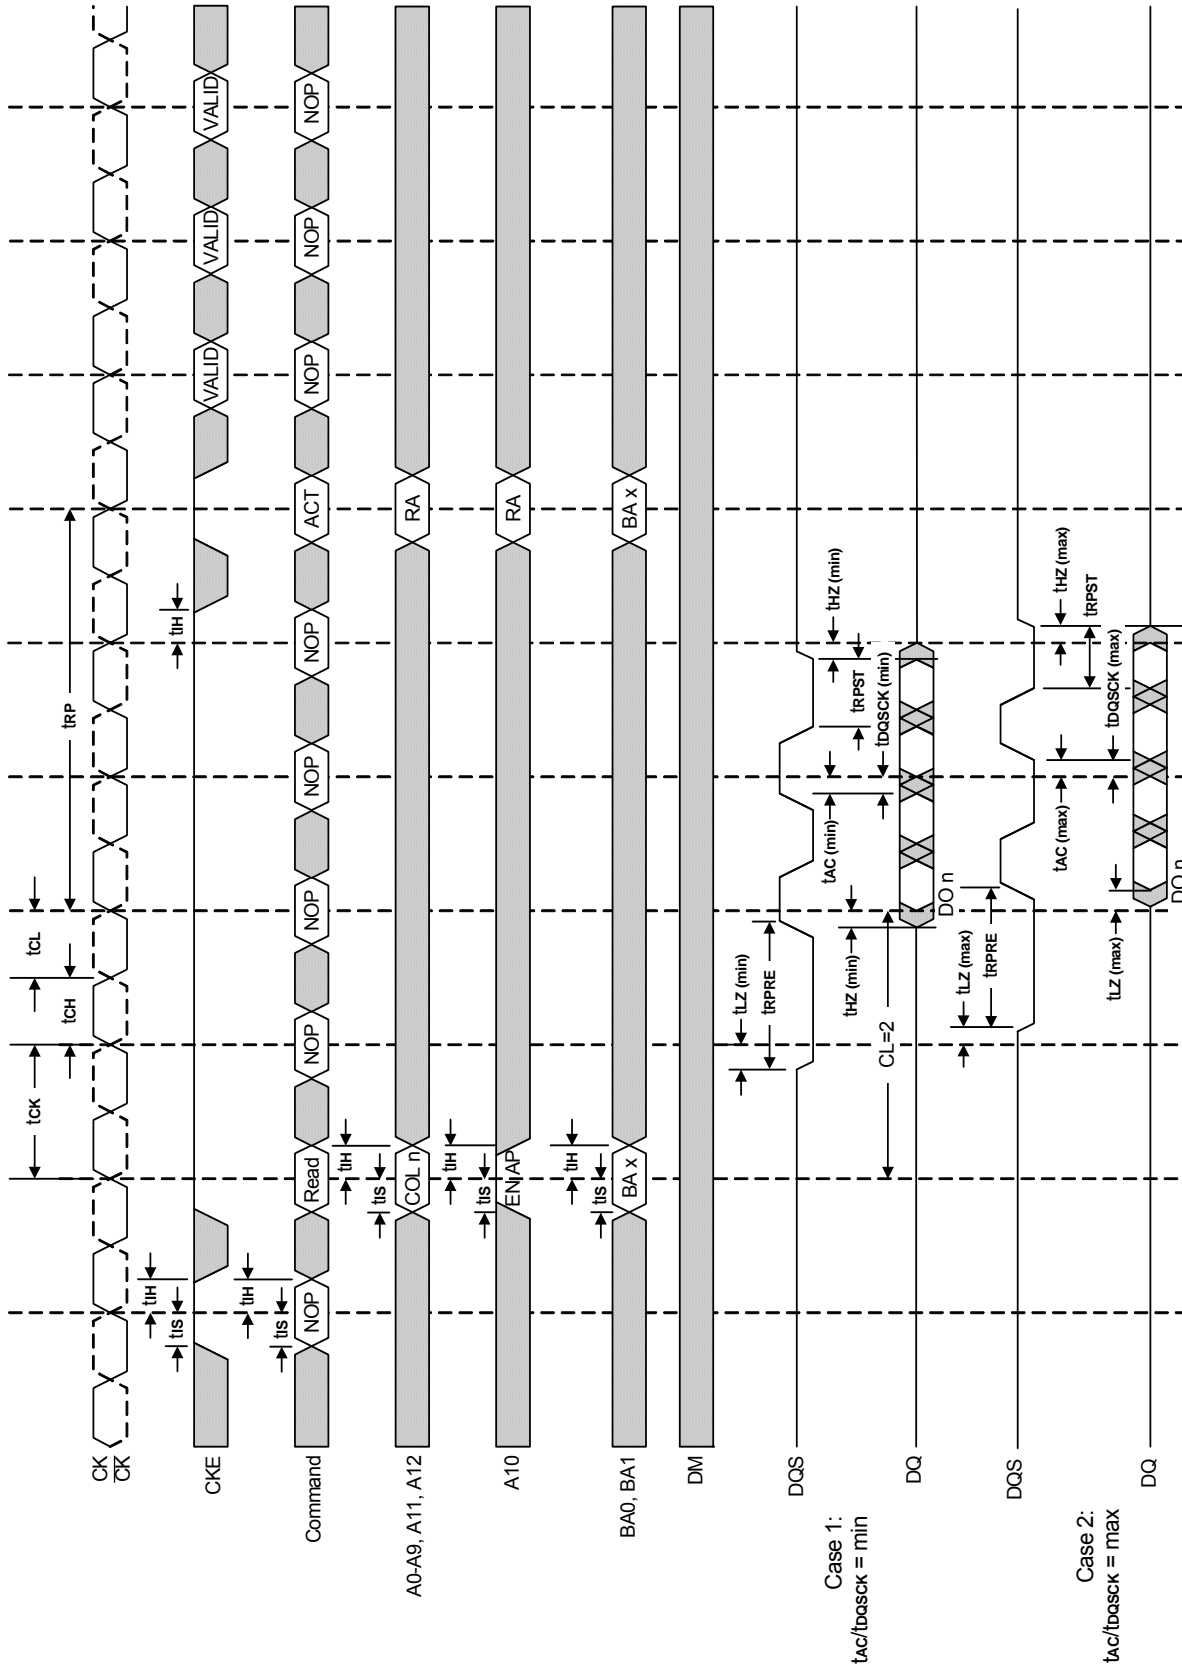 tCK
tCH
tCL
tRP
CK
CK
tIS
tIH
tIH
CKE
VALID
VALID
VALID
tIS
tIH
Command
NOP
Read
NOP
NOP
NOP
NOP
ACT
NOP
NOP
NOP
tIH
tIS
A0-A9, A11, A12
COL n
RA
tIH
tIS
A10
EN AP
RA
tIH
tIS
BA0, BA1
BA x
BA x
DM
Case 1:
tAC/tDQSCK = min
DQS
tLZ (min)
tRPRE
tAC (min)
tRPST
tHZ (min)
tHZ (min)
tDQSCK (min)
CL=2
DQ
DO n
Case 2:
tAC/tDQSCK = max
DQS
tLZ (max)
tRPRE
tAC (max)
tHZ (max)
tRPST
tLZ (max)
tDQSCK (max)
DQ
DO n